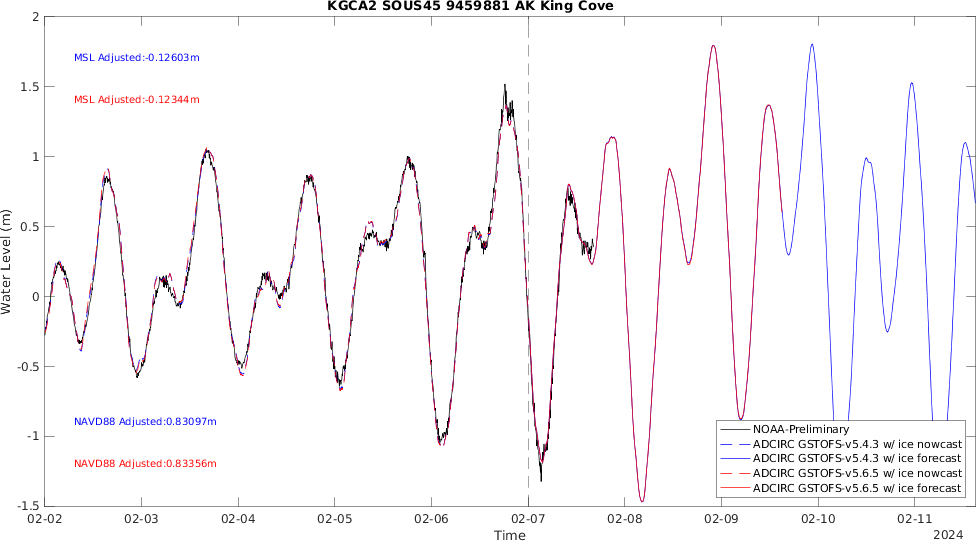 KGCA2 SOUS45 9459881 AK King Cove
2
1.5
1
0.5
0
-0.5
-1
-1.5
Water Level (m)
MSL Adjusted:-0.12603m
MSL Adjusted:-0.12344m
NAVD88 Adjusted:0.83097m
NAVD88 Adjusted:0.83356m
NOAA-Preliminary
ADCIRC GSTOFS-v5.4.3 w/ ice nowcast
ADCIRC GSTOFS-v5.4.3 w/ ice forecast
ADCIRC GSTOFS-v5.6.5 w/ ice nowcast
ADCIRC GSTOFS-v5.6.5 w/ ice forecast
02-02 02-03 02-04 02-05 02-06 02-07 02-08 02-09 02-10 02-11
Time
2024